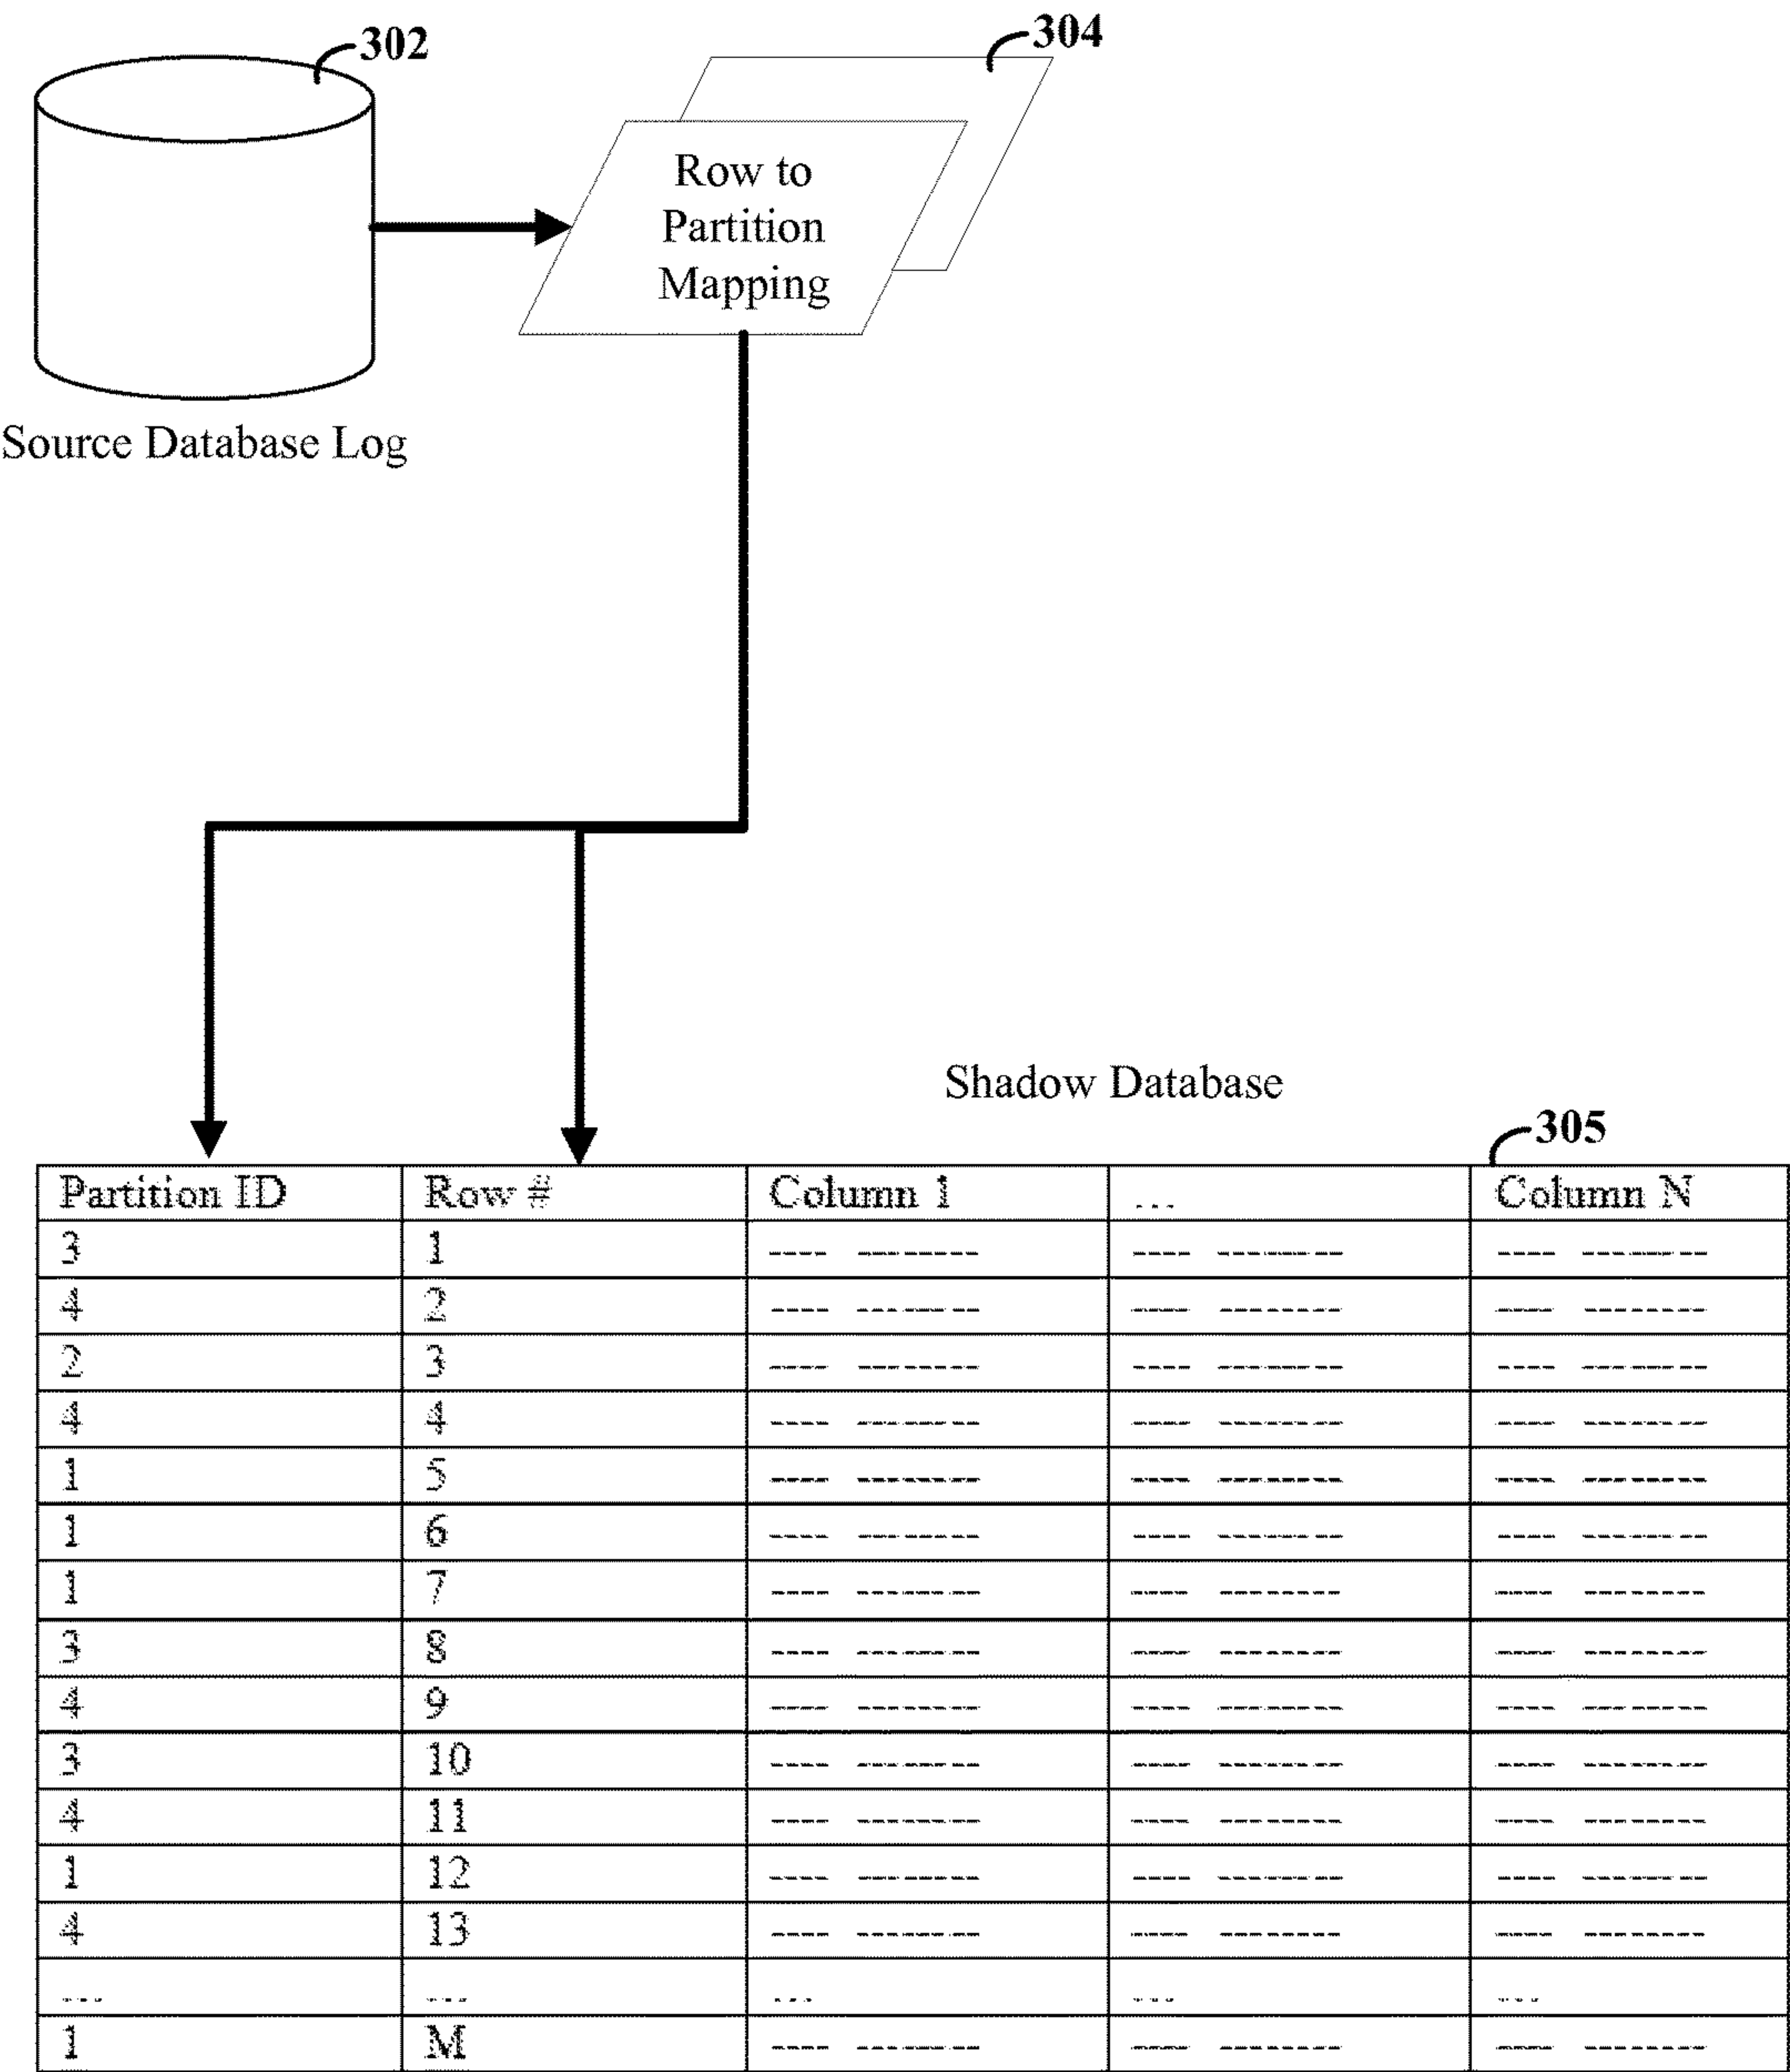 302
304
Row to
Partition
Mapping
Source Database Log
Shadow Database
305
Partition ID Row # Column 1 ... Column N
3 1 ---- -------- ---- -------- ---- --------
4 2 ---- -------- ---- -------- ---- --------
2 3 ---- -------- ---- -------- ---- --------
4 4 ---- -------- ---- -------- ---- --------
1 5 ---- -------- ---- -------- ---- --------
1 6 ---- -------- ---- -------- ---- --------
1 7 ---- -------- ---- -------- ---- --------
3 8 ---- -------- ---- -------- ---- --------
4 9 ---- -------- ---- -------- ---- --------
3 10 ---- -------- ---- -------- ---- --------
4 11 ---- -------- ---- -------- ---- --------
1 12 ---- -------- ---- -------- ---- --------
4 13 ---- -------- ---- -------- ---- --------
... ... ... ... ...
1 M ---- -------- ---- -------- ---- --------